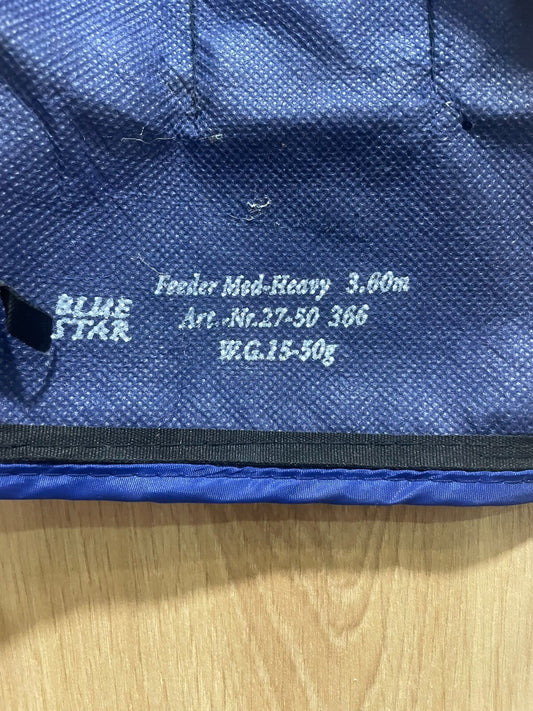 BLUE
STAR
Feeder Med-Heavy 3.60m
Art.-Nr.27-50 366
W.G.15-50g